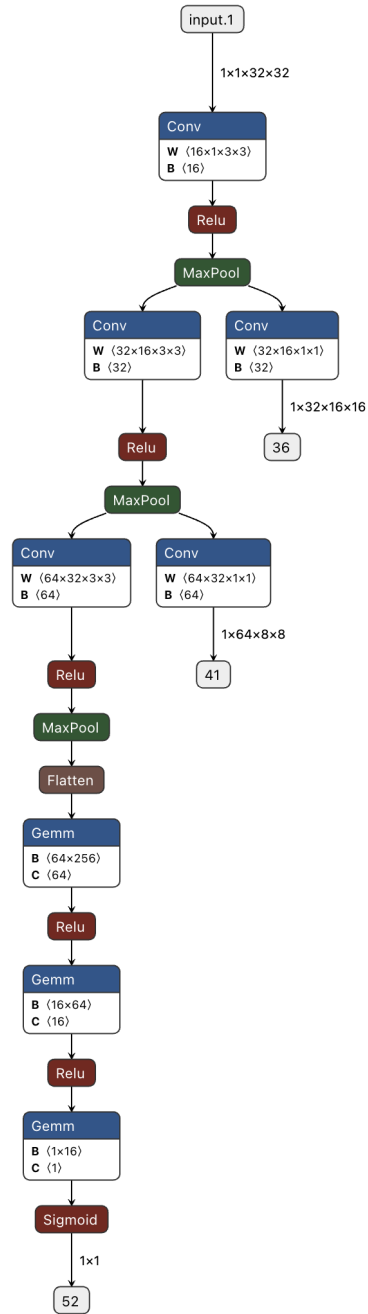 input.1
1×1×32×32
Conv
W ⟨16×1×3×3⟩
B ⟨16⟩
Relu
MaxPool
Conv
W ⟨32×16×3×3⟩
B ⟨32⟩
Conv
W ⟨32×16×1×1⟩
B ⟨32⟩
1×32×16×16
Relu
36
MaxPool
Conv
W ⟨64×32×3×3⟩
B ⟨64⟩
Conv
W ⟨64×32×1×1⟩
B ⟨64⟩
1×64×8×8
Relu
41
MaxPool
Flatten
Gemm
B ⟨64×256⟩
C ⟨64⟩
Relu
Gemm
B ⟨16×64⟩
C ⟨16⟩
Relu
Gemm
B ⟨1×16⟩
C ⟨1⟩
Sigmoid
1×1
52